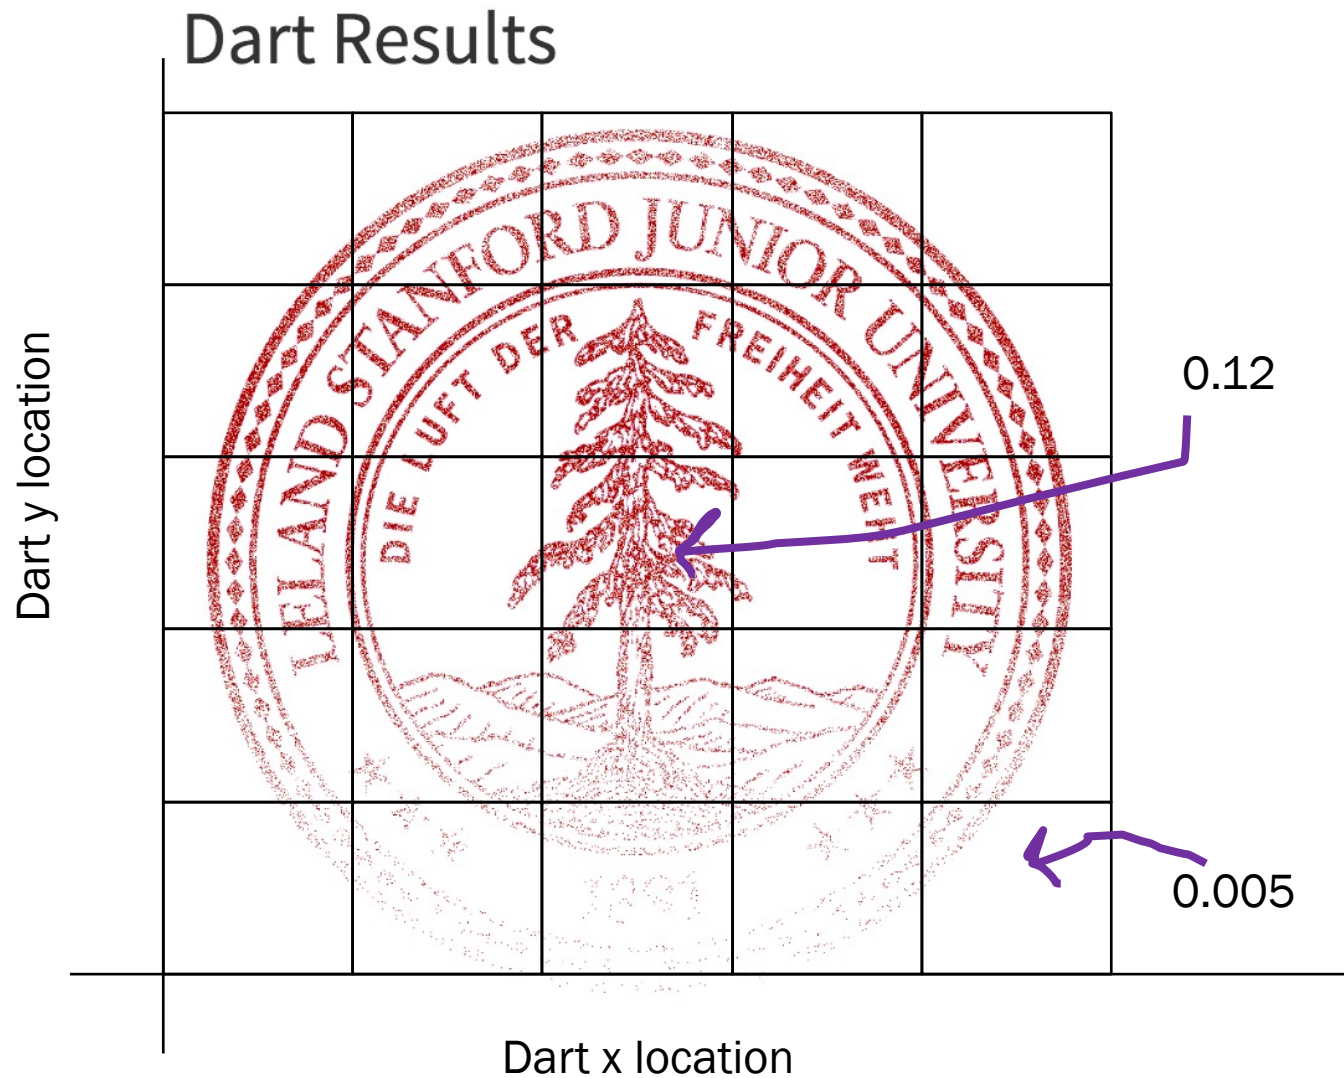 Dart Results
LELAND STANFORD JUNIOR UNIVERSITY
DIE LUFT DER FREIHEIT WEHT
0.12
Dart y location
1891
0.005
Dart x location